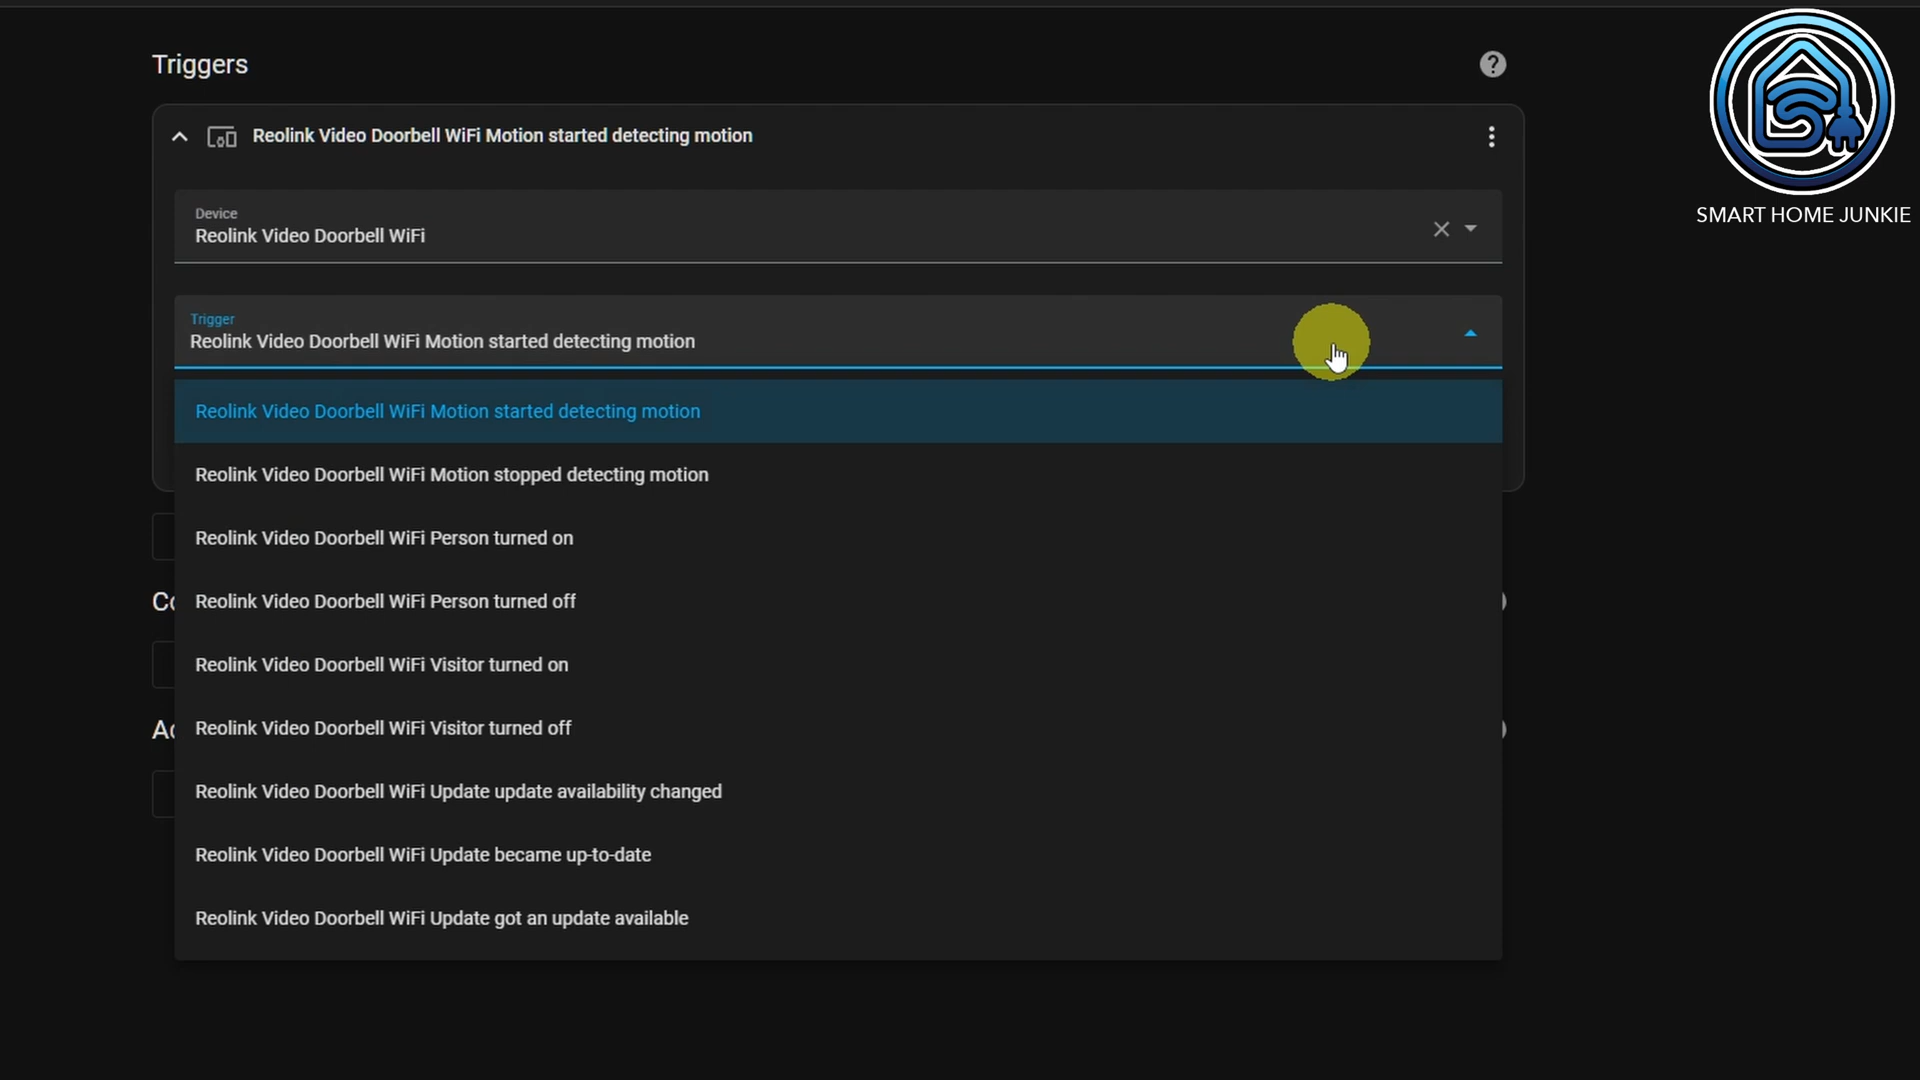 Triggers
Reolink Video Doorbell WiFi Motion started detecting motion
Device
Reolink Video Doorbell WiFi
Trigger
Reolink Video Doorbell WiFi Motion started detecting motion
Reolink Video Doorbell WiFi Motion started detecting motion
Reolink Video Doorbell WiFi Motion stopped detecting motion
Reolink Video Doorbell WiFi Person turned on
Co
Reolink Video Doorbell WiFi Person turned off
Reolink Video Doorbell WiFi Visitor turned on
Ac
Reolink Video Doorbell WiFi Visitor turned off
Reolink Video Doorbell WiFi Update update availability changed
Reolink Video Doorbell WiFi Update became up-to-date
Reolink Video Doorbell WiFi Update got an update available
SMART HOME JUNKIE